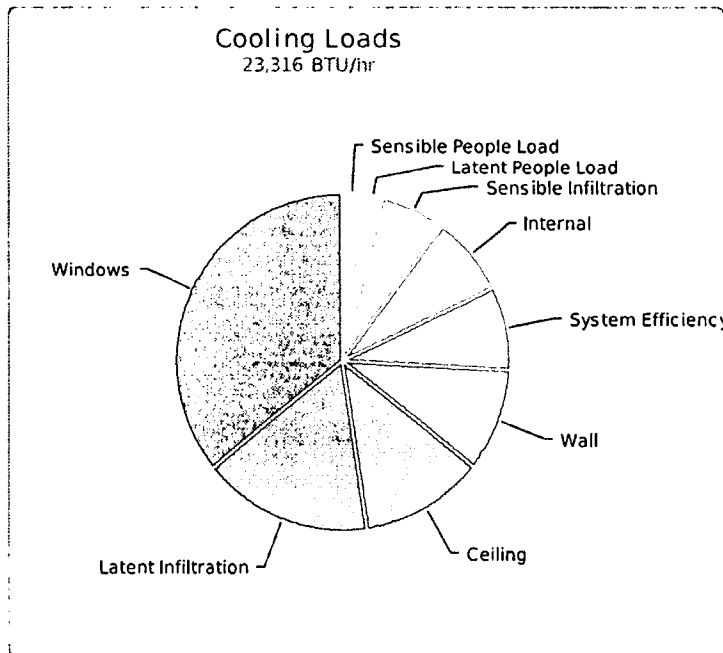 Cooling Loads
23,316 BTU/hr
Sensible People Load
Latent People Load
Sensible Infiltration
Internal
Windows
System Efficiency
Wall
Ceiling
Latent Infiltration